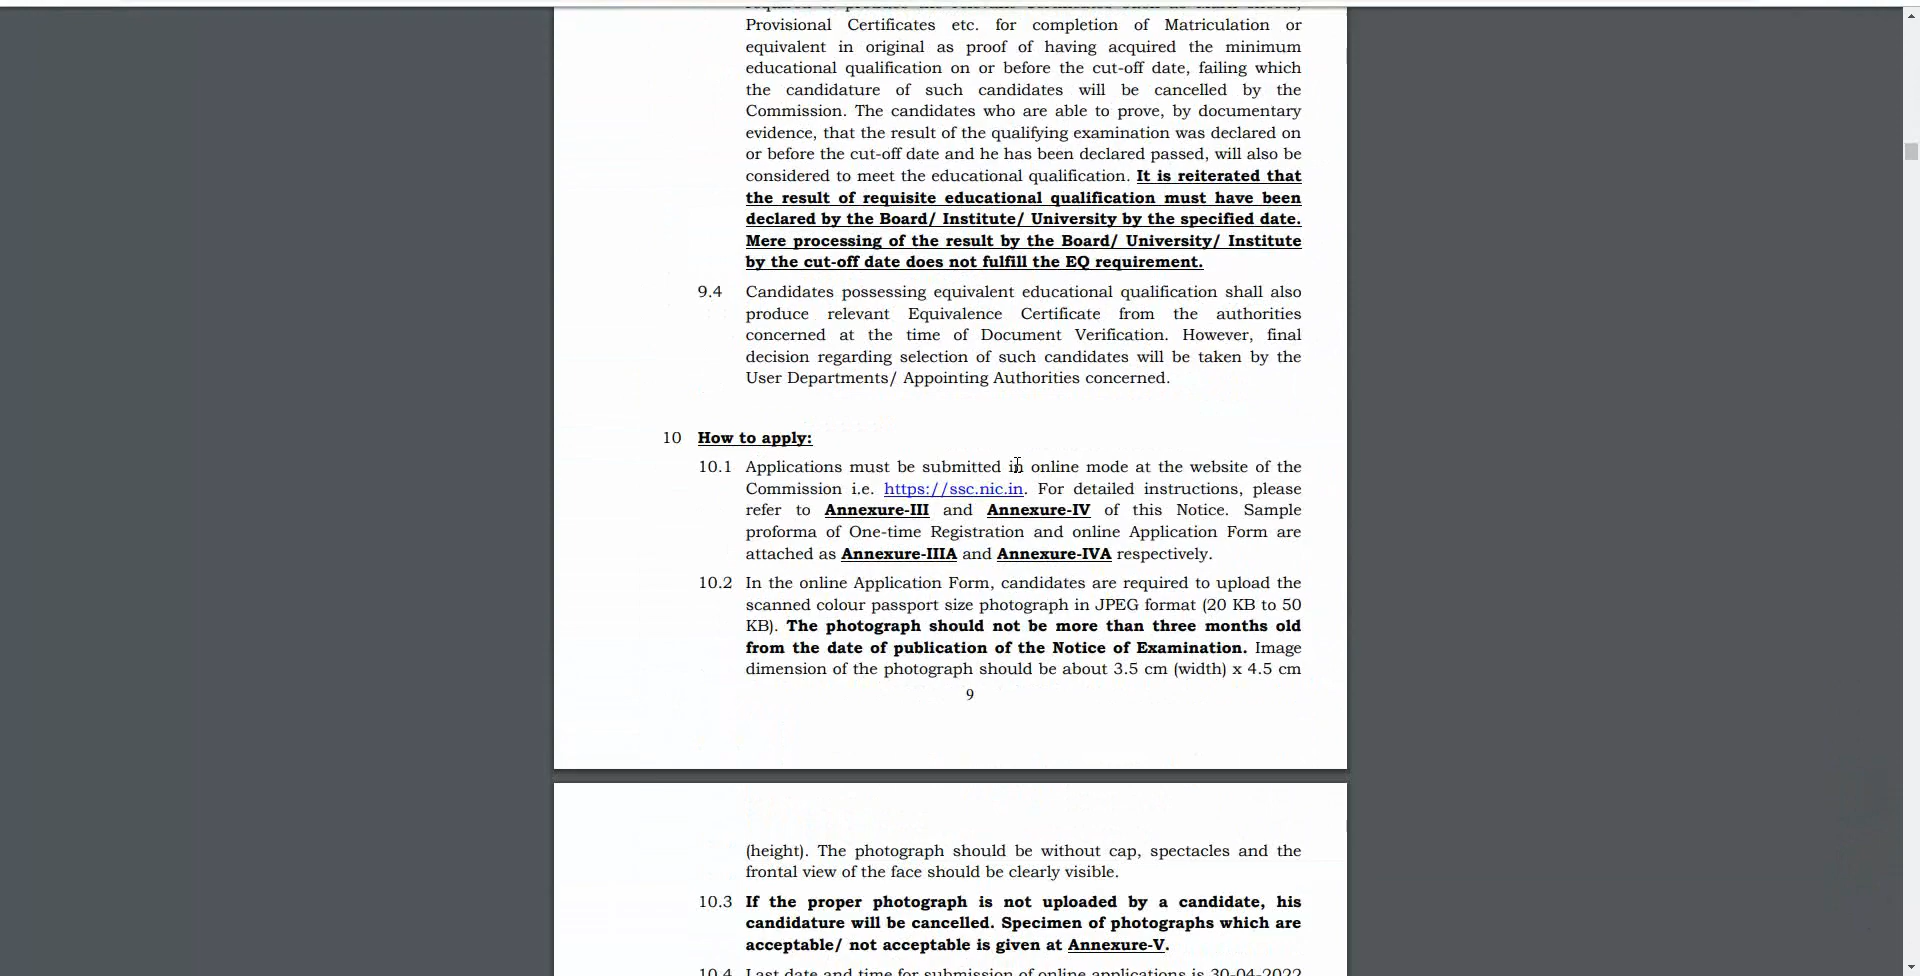 Provisional Certificates etc. for completion of Matriculation or
equivalent in original as proof of having acquired the minimum
educational qualification on or before the cut-off date, failing which
the candidature of such candidates will be cancelled by the
Commission. The candidates who are able to prove, by documentary
evidence, that the result of the qualifying examination was declared on
or before the cut-off date and he has been declared passed, will also be
considered to meet the educational qualification. It is reiterated that
the result of requisite educational qualification must have been
declared by the Board/ Institute/ University by the specified date.
Mere processing of the result by the Board/ University/ Institute
by the cut-off date does not fulfill the EQ requirement.
9.4 Candidates possessing equivalent educational qualification shall also
produce relevant Equivalence Certificate from the authorities
concerned at the time of Document Verification. However, final
decision regarding selection of such candidates will be taken by the
User Departments/ Appointing Authorities concerned.
10 How to apply:
10.1 Applications must be submitted in online mode at the website of the
Commission i.e. https://ssc.nic.in. For detailed instructions, please
refer to Annexure-III and Annexure-IV of this Notice. Sample
proforma of One-time Registration and online Application Form are
attached as Annexure-IIIA and Annexure-IVA respectively.
10.2 In the online Application Form, candidates are required to upload the
scanned colour passport size photograph in JPEG format (20 KB to 50
KB). The photograph should not be more than three months old
from the date of publication of the Notice of Examination. Image
dimension of the photograph should be about 3.5 cm (width) x 4.5 cm
9
(height). The photograph should be without cap, spectacles and the
frontal view of the face should be clearly visible.
10.3 If the proper photograph is not uploaded by a candidate, his
candidature will be cancelled. Specimen of photographs which are
acceptable/ not acceptable is given at Annexure-V.
10.4 Last date and time for submission of online applications is 30-04-2022